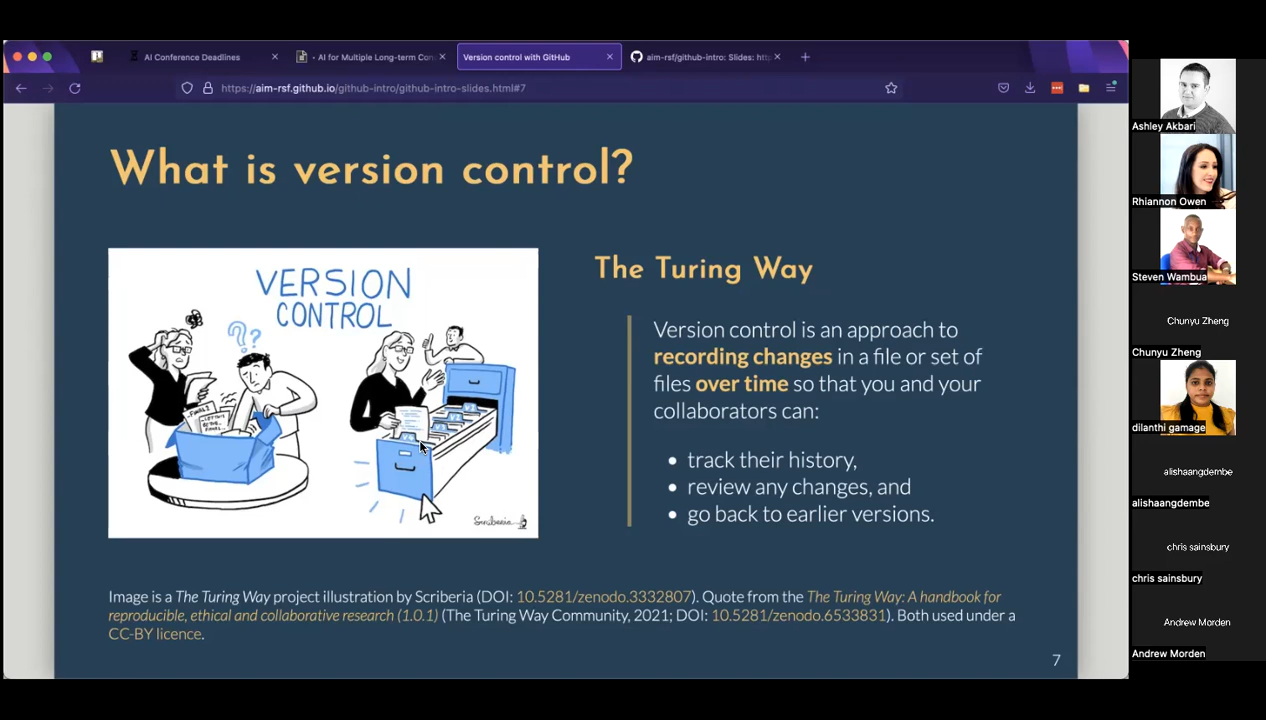 AI Conference Deadlines
AI for Multiple Long-term Con
Version control with GitHub
aim-rsf/github-intro: Slides: http
https://aim-rsf.github.io/github-intro/github-intro-slides.html#7
What is version control?
VERSION
CONTROL
??
FINAL
V1
Scriberia
The Turing Way
Version control is an approach to
recording changes in a file or set of
files over time so that you and your
collaborators can:
• track their history,
• review any changes, and
• go back to earlier versions.
Image is a The Turing Way project illustration by Scriberia (DOI: 10.5281/zenodo.3332807). Quote from the The Turing Way: A handbook for
reproducible, ethical and collaborative research (1.0.1) (The Turing Way Community, 2021; DOI: 10.5281/zenodo.6533831). Both used under a
CC-BY licence.
7
Ashley Akbari
Rhiannon Owen
Steven Wambua
Chunyu Zheng
Chunyu Zheng
dilanthi gamage
alishaangdembe
alishaangdembe
chris sainsbury
chris sainsbury
Andrew Morden
Andrew Morden